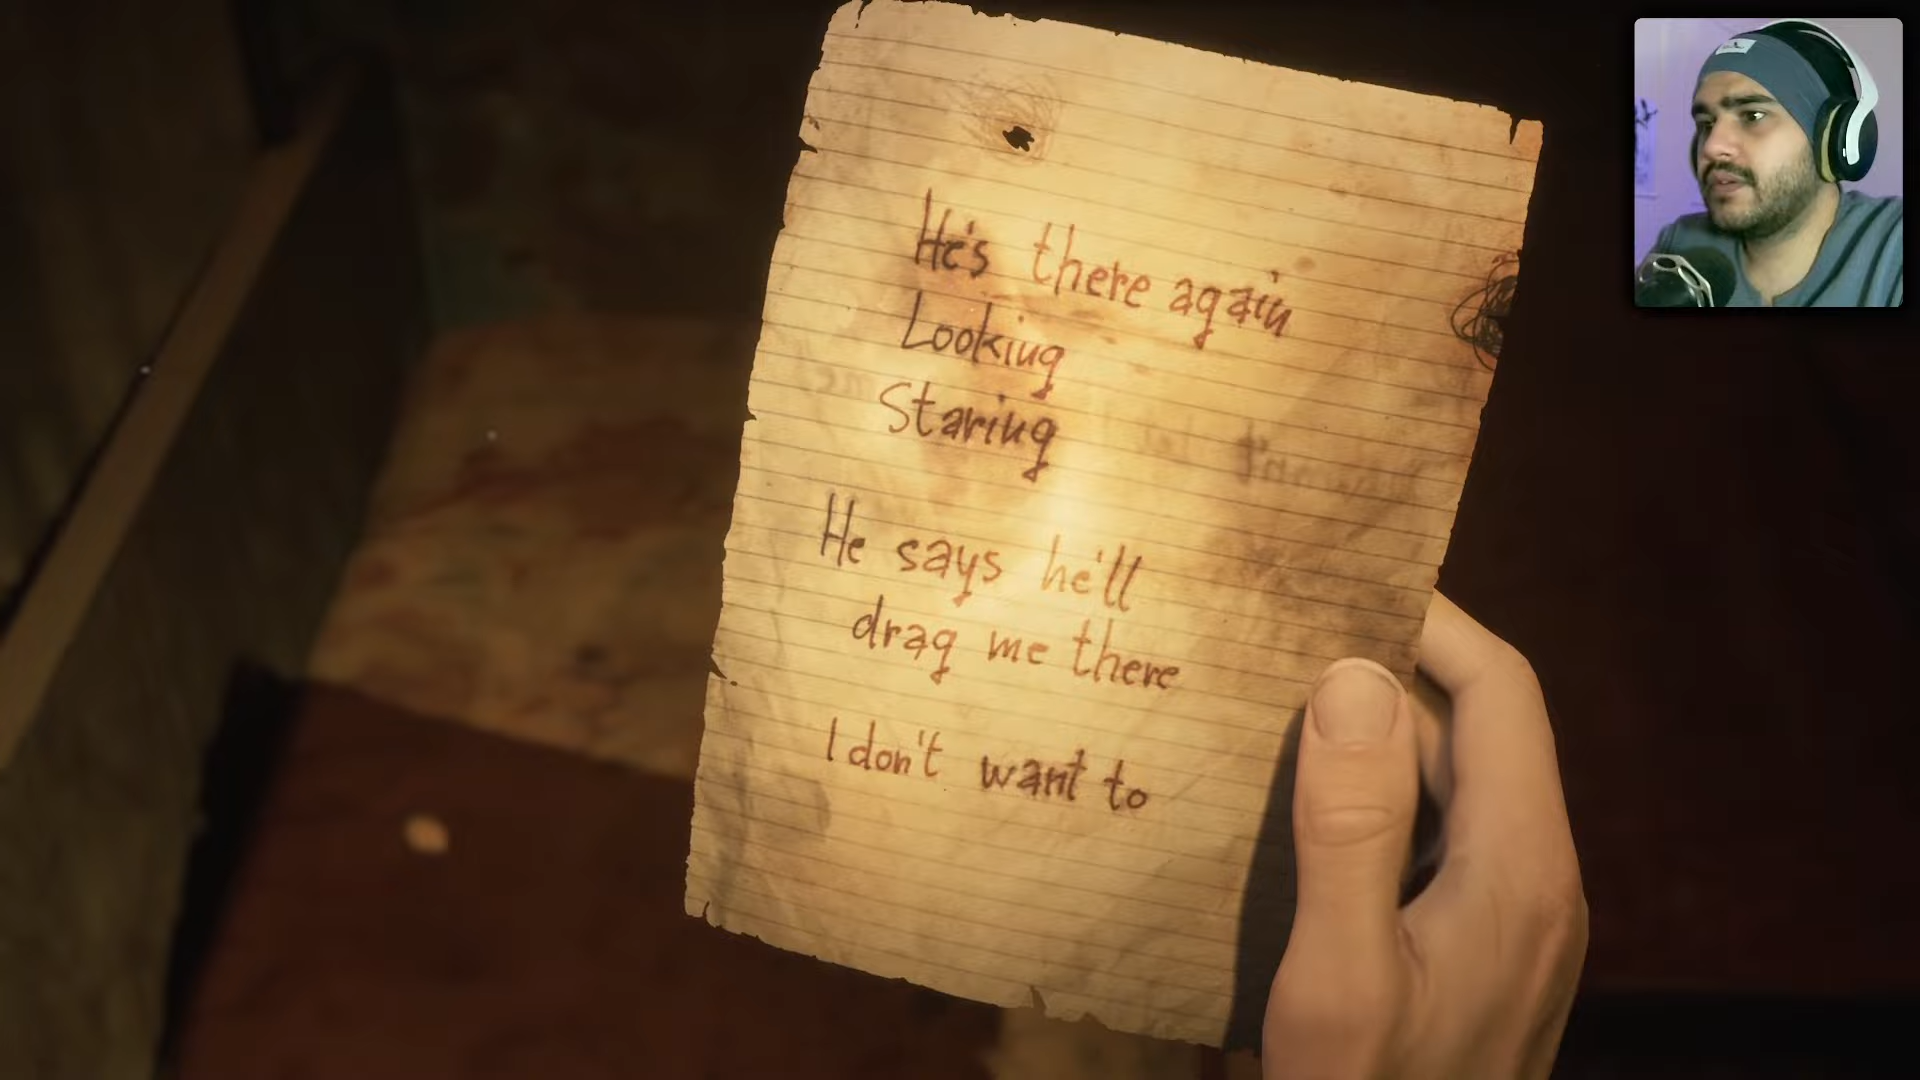 He's there again
Looking
Staring
He says he'll
drag me there
I don't want to